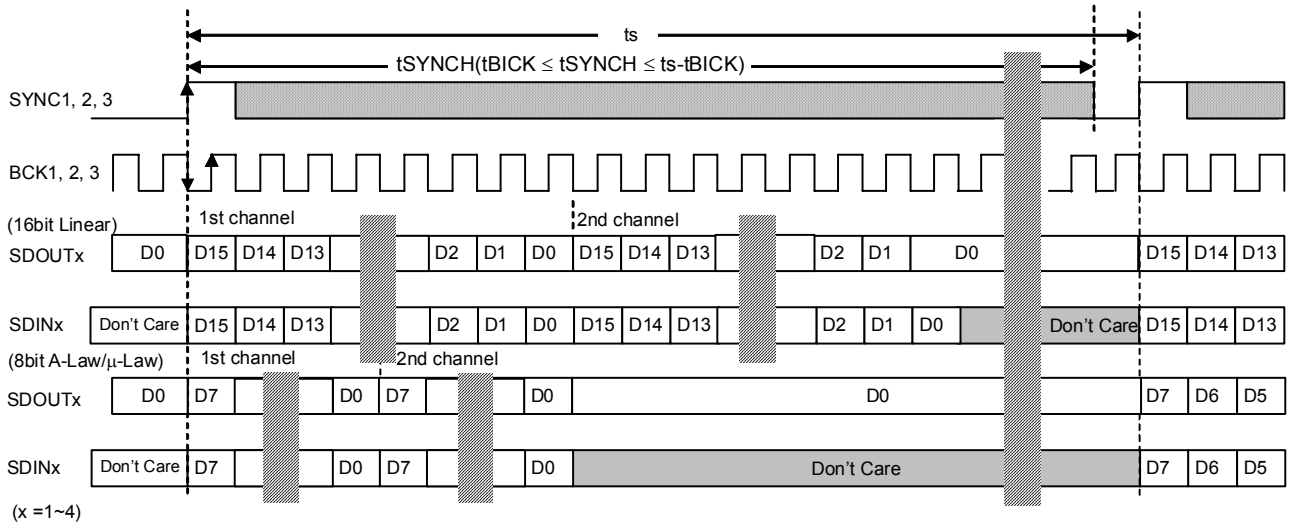 ts
tSYNCH(tBICK ≤ tSYNCH ≤ ts-tBICK)
SYNC1, 2, 3
BCK1, 2, 3
(16bit Linear) 1st channel 2nd channel
SDOUTx D0 D15 D14 D13 D2 D1 D0 D15 D14 D13 D2 D1 D0 D15 D14 D13
SDINx Don't Care D15 D14 D13 D2 D1 D0 D15 D14 D13 D2 D1 D0 Don't Care D15 D14 D13
(8bit A-Law/μ-Law) 1st channel 2nd channel
SDOUTx D0 D7 D0 D7 D0 D0 D7 D6 D5
SDINx Don't Care D7 D0 D7 D0 Don't Care D7 D6 D5
(x =1~4)